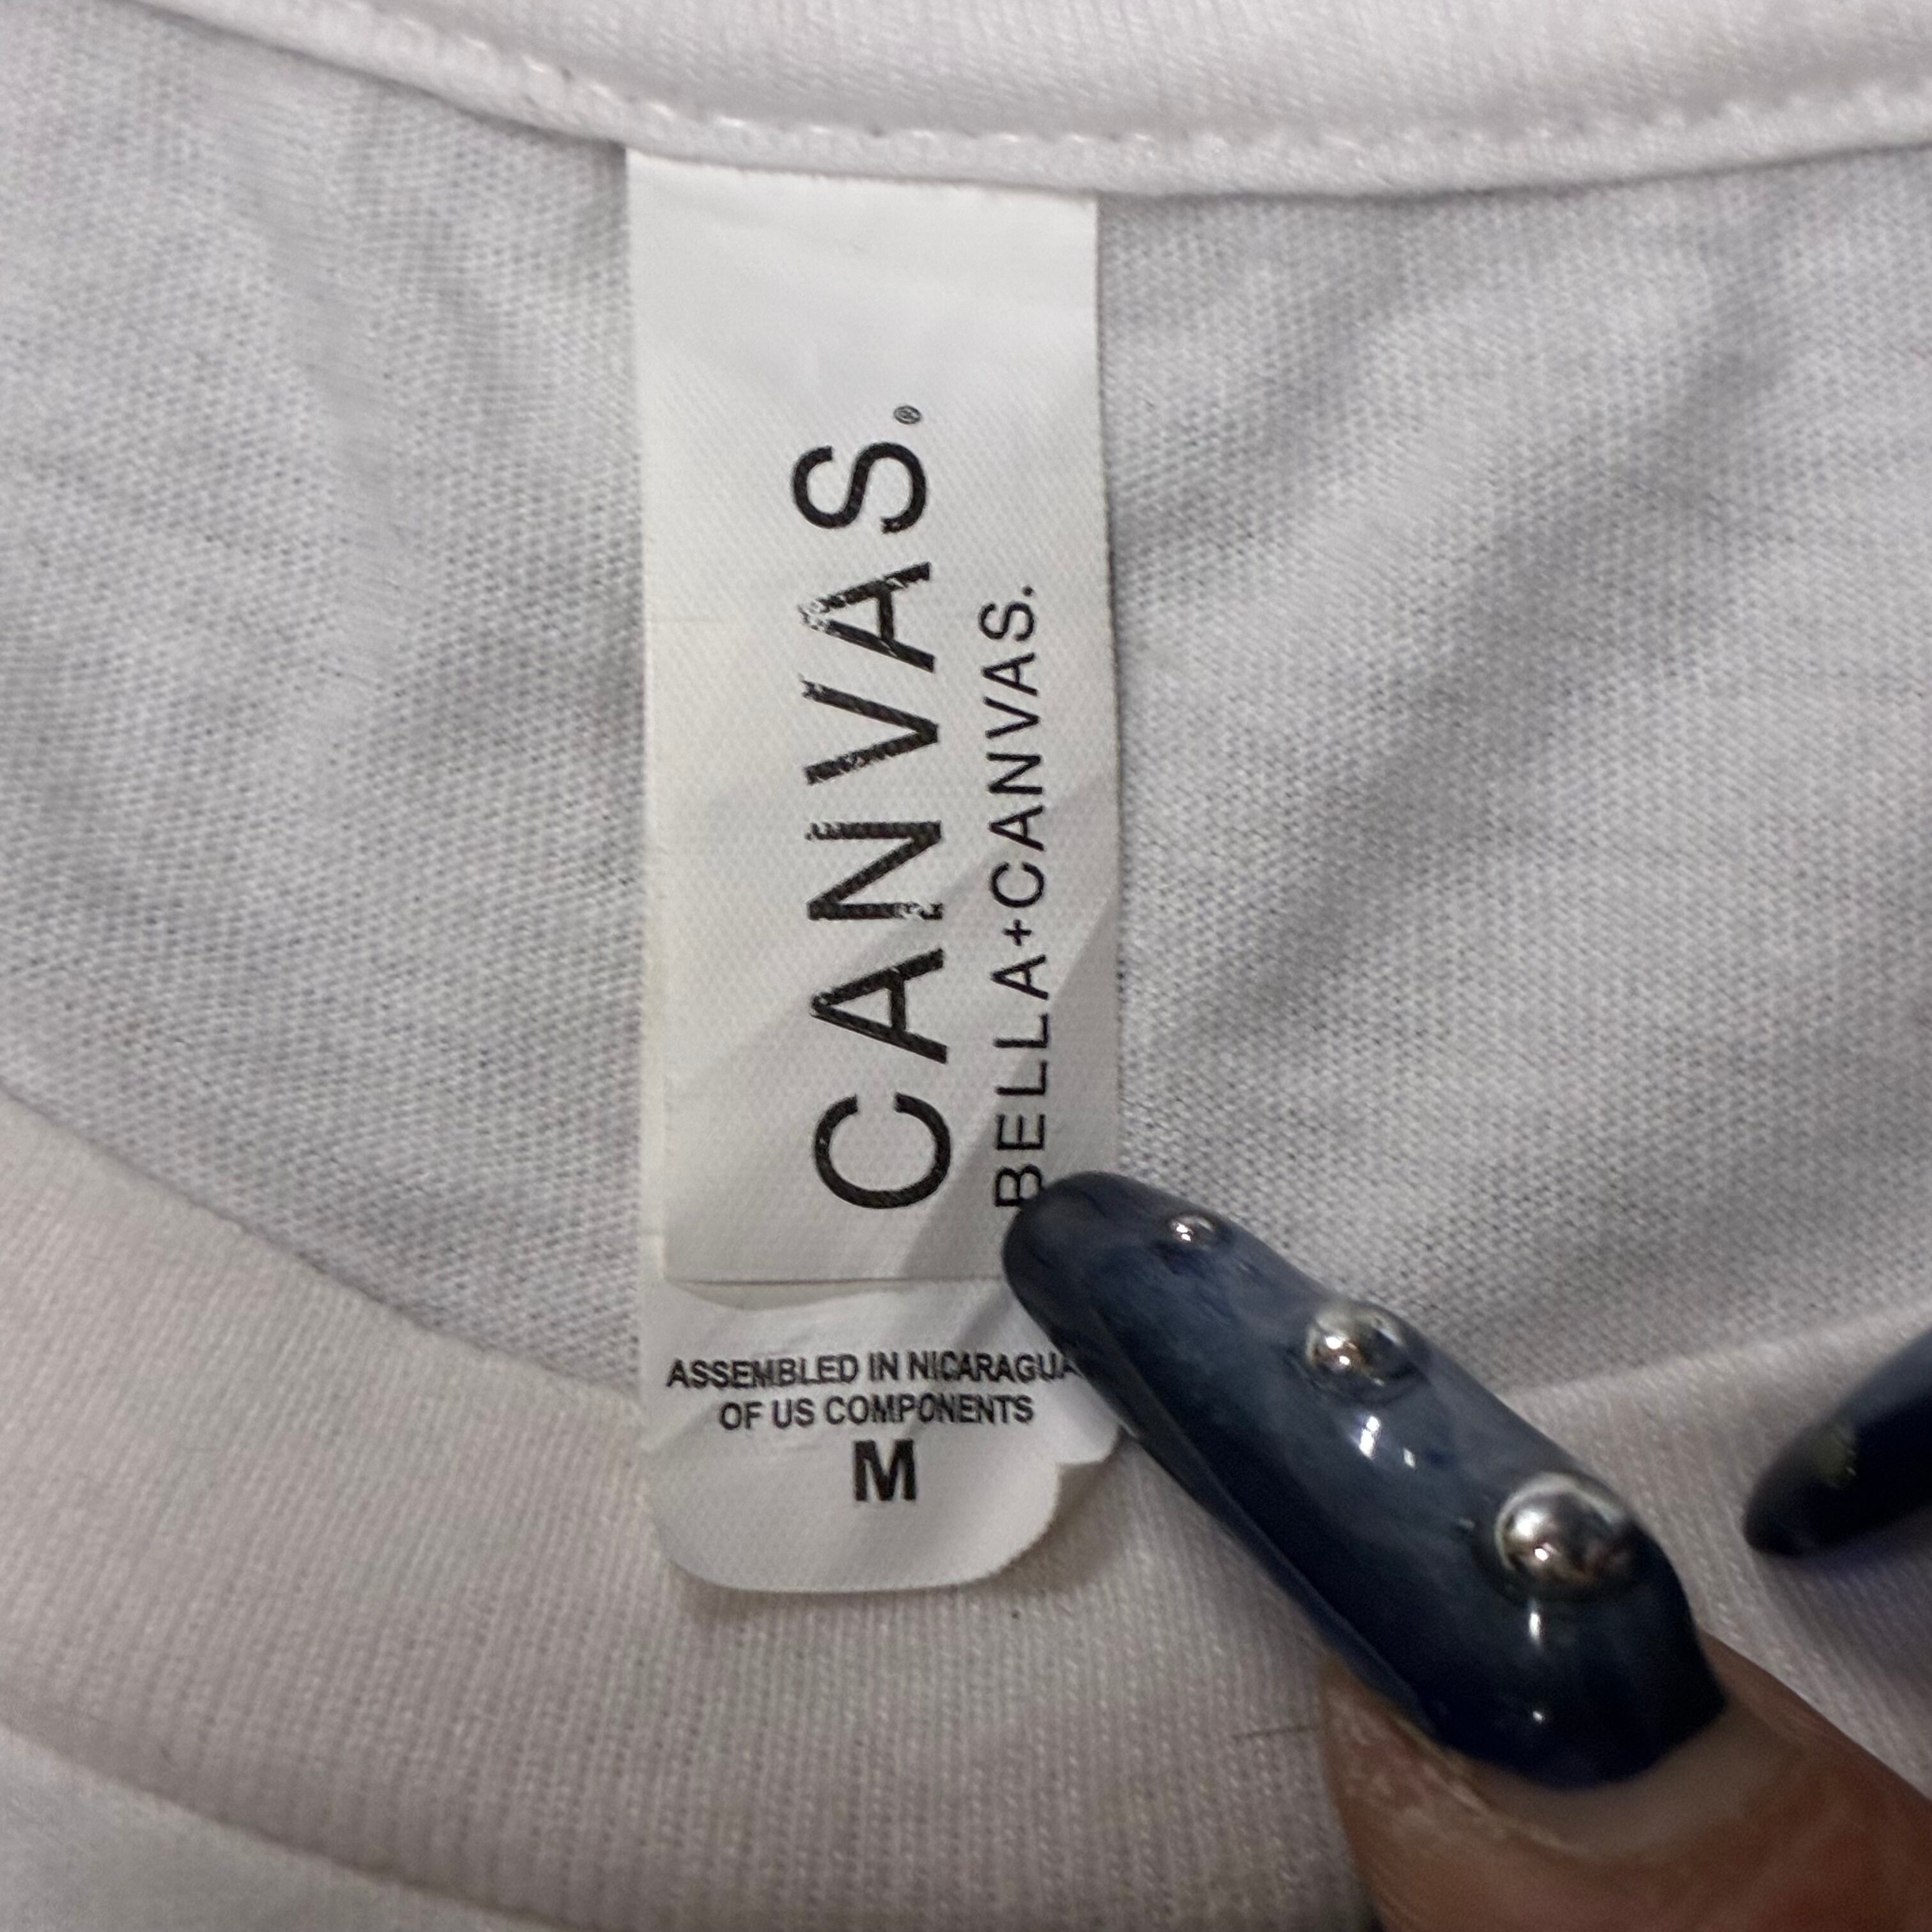 CANVAS.®
BELLA+CANVAS.
ASSEMBLED IN NICARAGUA
OF US COMPONENTS
M